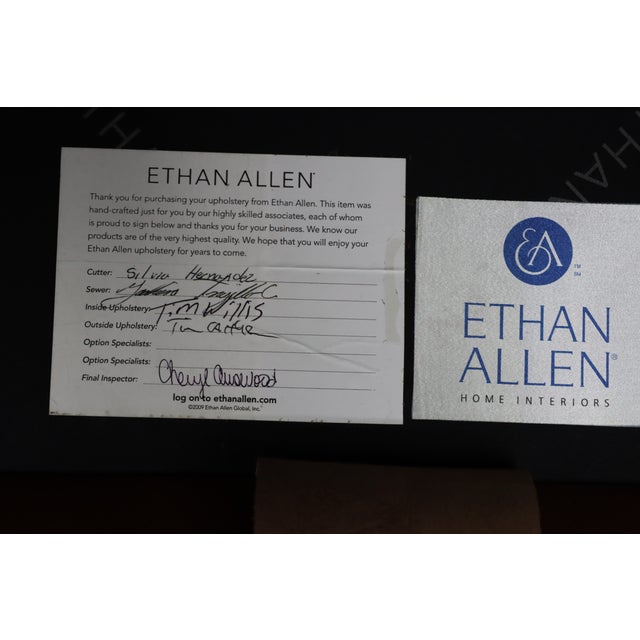 ETHAN ALLEN®
Thank you for purchasing your upholstery from Ethan Allen. This item was
hand-crafted just for you by our highly skilled associates, each of whom
is proud to sign below and thanks you for your business. We know our
products are of the very highest quality. We hope that you will enjoy your
Ethan Allen upholstery for years to come.
Cutter: Silvia Hernandez
Sewer:
Inside Upholstery: T.M Willis
Outside Upholstery: Tim
Option Specialists:
Option Specialists:
Final Inspector: Cheryl
log on to ethanallen.com
©2009 Ethan Allen Global, Inc.
EA
TM
SM
ETHAN
ALLEN®
HOME INTERIORS